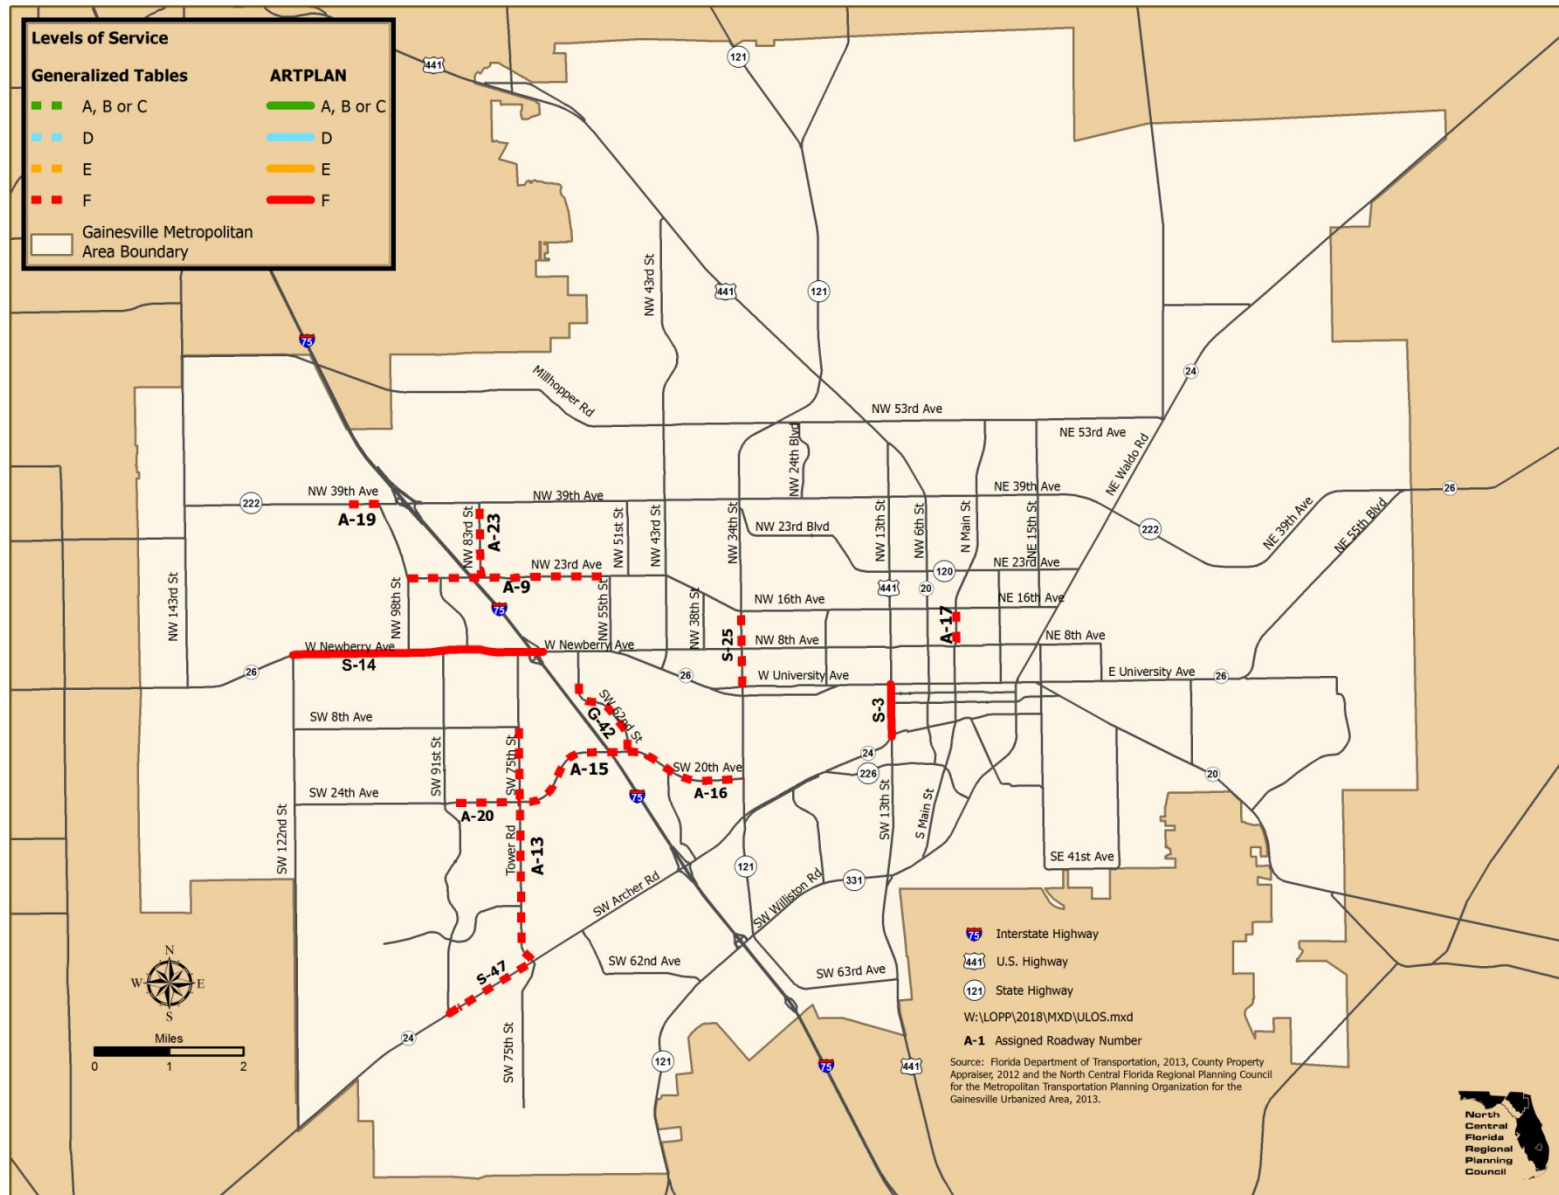 Levels of Service
Generalized Tables
ARTPLAN
A, B or C
A, B or C
D
D
E
E
F
F
Gainesville Metropolitan
Area Boundary
441
121
NW 43rd St
441
121
75
24
Millhopper Rd
NW 53rd Ave
NE 53rd Ave
NW 24th Blvd
NE Waldo Rd
26
222
NW 39th Ave
A-19
NW 39th Ave
NE 39th Ave
NW 83rd St
A-23
NW 51st St
NW 43rd St
NW 34th St
NW 23rd Blvd
NW 13th St
NW 6th St
N Main St
NE 15th St
222
NE 39th Ave
NE 55th Blvd
NW 23rd Ave
A-9
120
NE 23rd Ave
NW 143rd St
NW 98th St
75
NW 55th St
NW 38th St
NW 16th Ave
441
20
NE 16th Ave
A-17
W Newberry Ave
S-14
W Newberry Ave
S-25
NW 8th Ave
NE 8th Ave
26
26
W University Ave
E University Ave
26
SW 8th Ave
SW 62nd St
G-42
S-3
SW 91st St
SW 75th St
A-15
SW 20th Ave
A-16
24
226
20
SW 24th Ave
A-20
75
SW 122nd St
Tower Rd
A-13
SW 13th St
S Main St
SE 41st Ave
121
331
SW Archer Rd
SW Williston Rd
S-47
SW 62nd Ave
SW 63rd Ave
24
SW 75th St
121
75
441
N
W
E
S
Miles
0
1
2
75 Interstate Highway
441 U.S. Highway
121 State Highway
W:\LOPP\2018\MXD\ULOS.mxd
A-1 Assigned Roadway Number
Source: Florida Department of Transportation, 2013, County Property
Appraiser, 2012 and the North Central Florida Regional Planning Council
for the Metropolitan Transportation Planning Organization for the
Gainesville Urbanized Area, 2013.
North
Central
Florida
Regional
Planning
Council